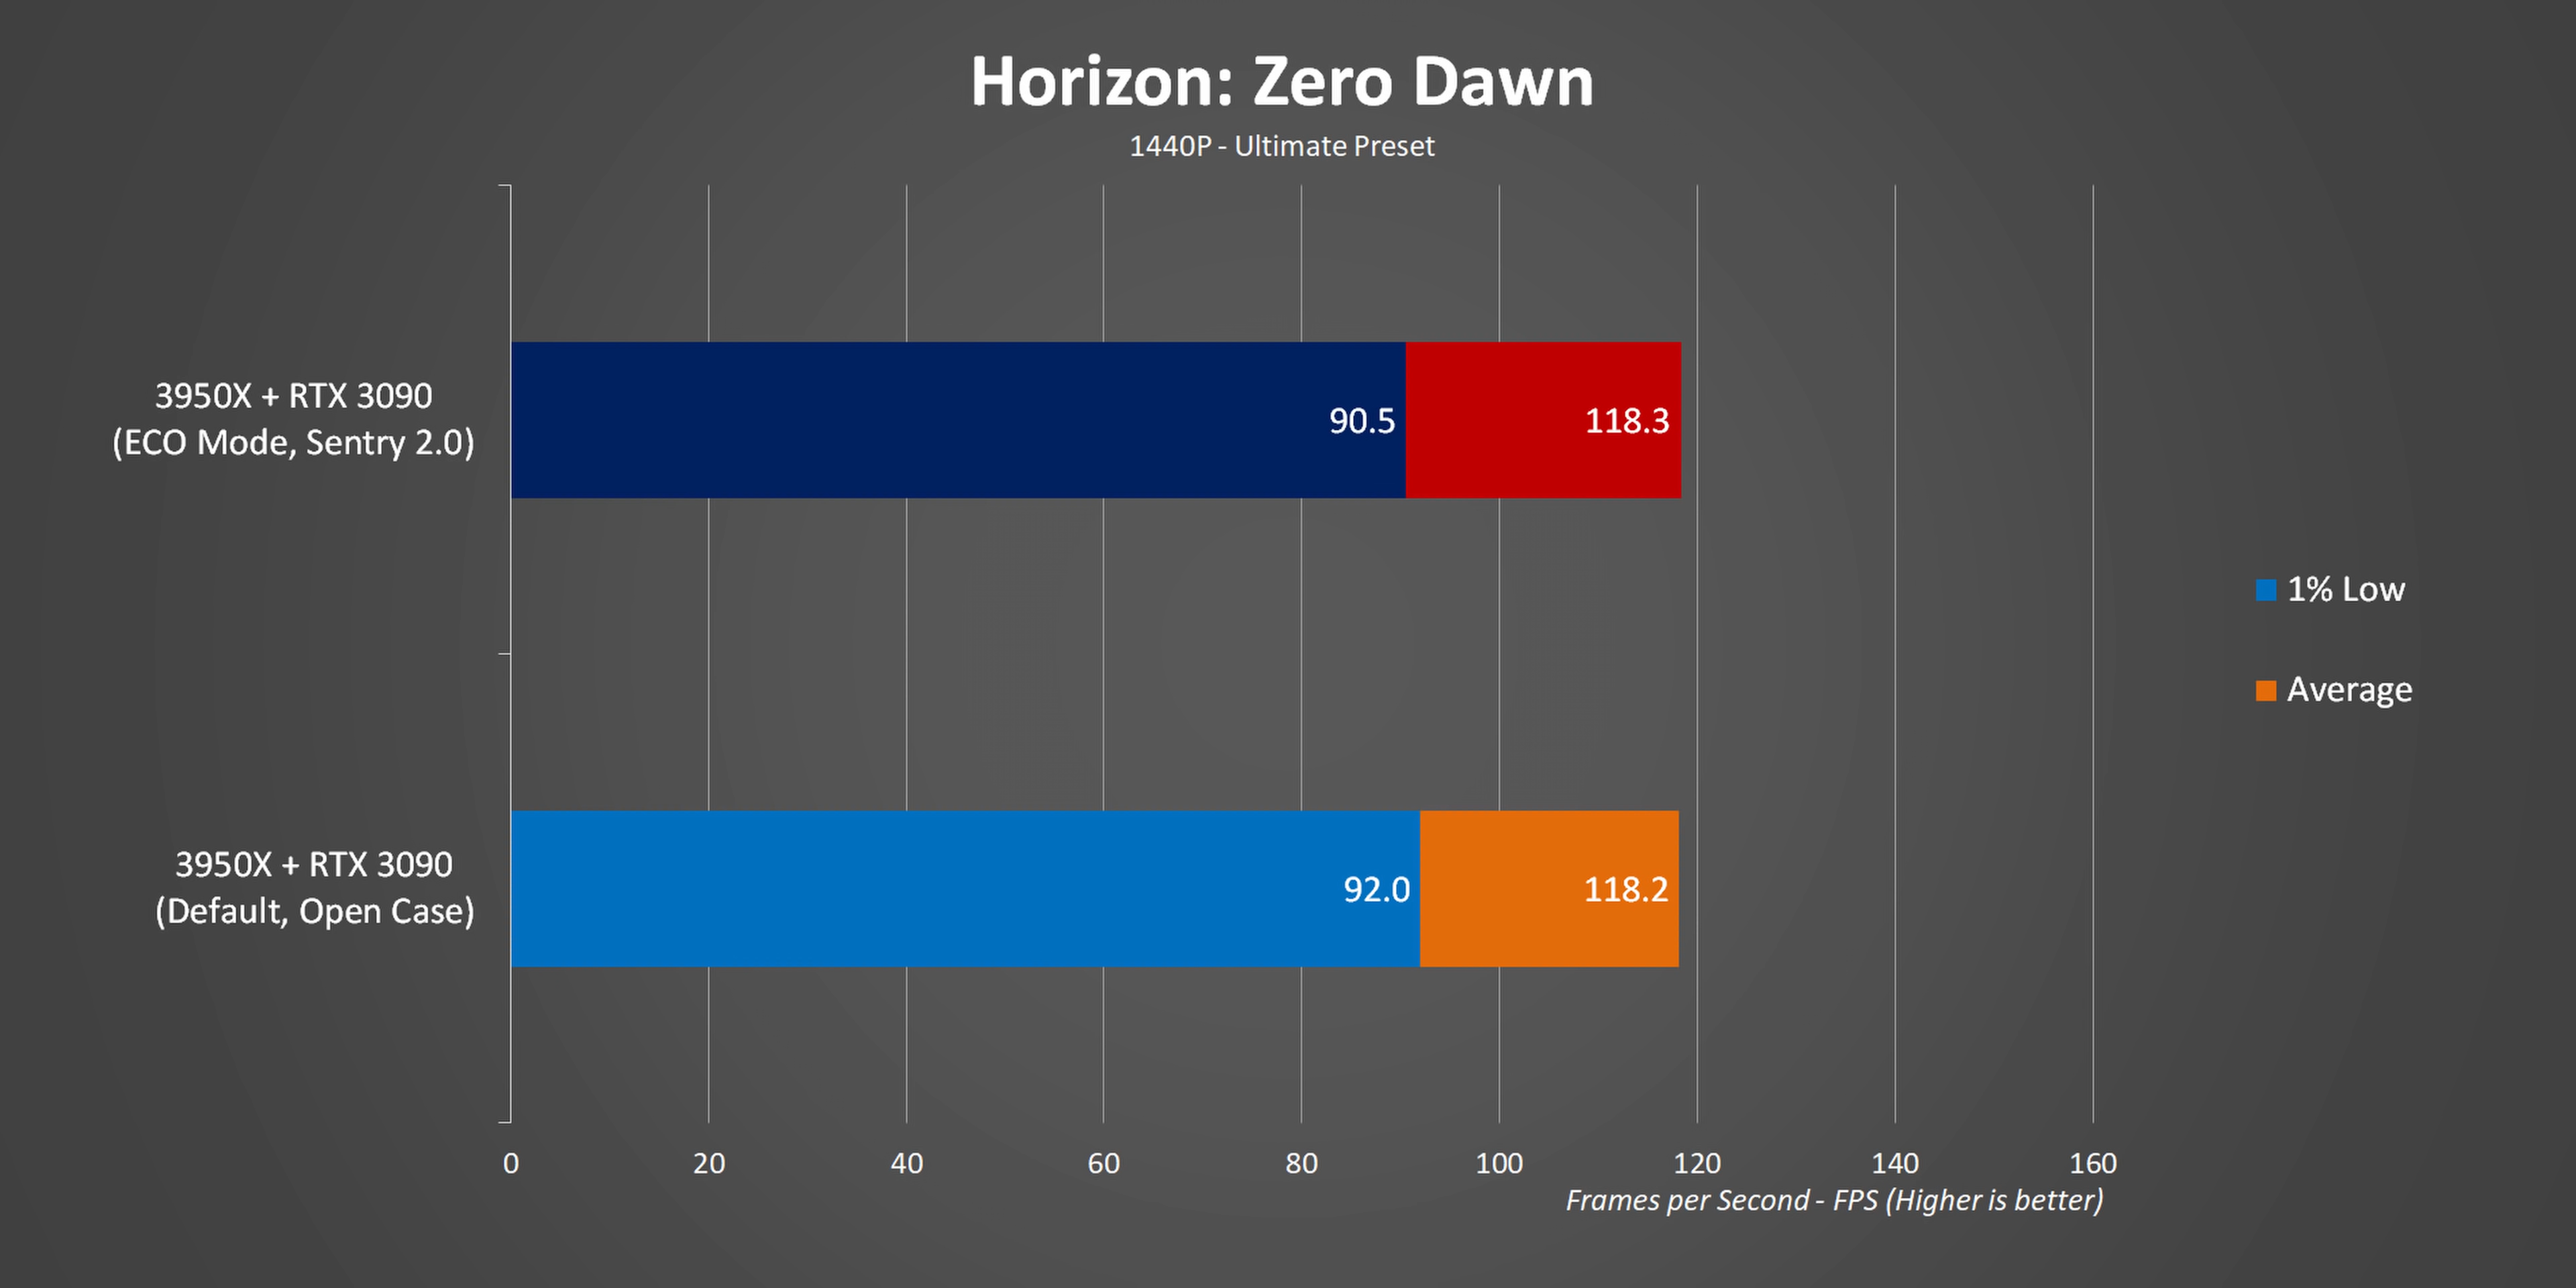 Horizon: Zero Dawn
1440P - Ultimate Preset
3950X + RTX 3090
(ECO Mode, Sentry 2.0)
90.5
118.3
1% Low
Average
3950X + RTX 3090
(Default, Open Case)
92.0
118.2
0 20 40 60 80 100 120 140 160
Frames per Second - FPS (Higher is better)